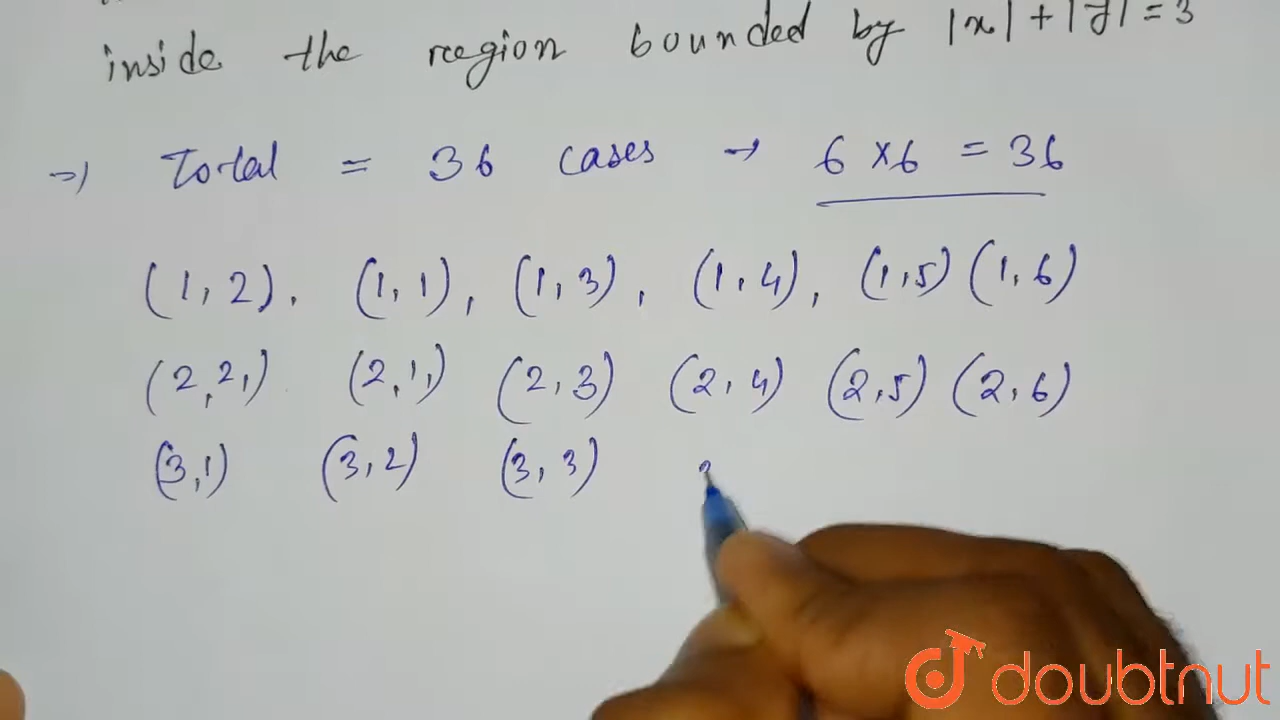 inside the reegion bounded by |x| + |y| = 3
=> Total = 36 cases → 6 x 6 = 36
(1, 2). (1, 1), (1, 3), (1, 4), (1, 5) (1, 6)
(2, 2,) (2, 1,) (2, 3) (2, 4) (2, 5) (2, 6)
(3, 1) (3, 2) (3, 3)
doubtnut